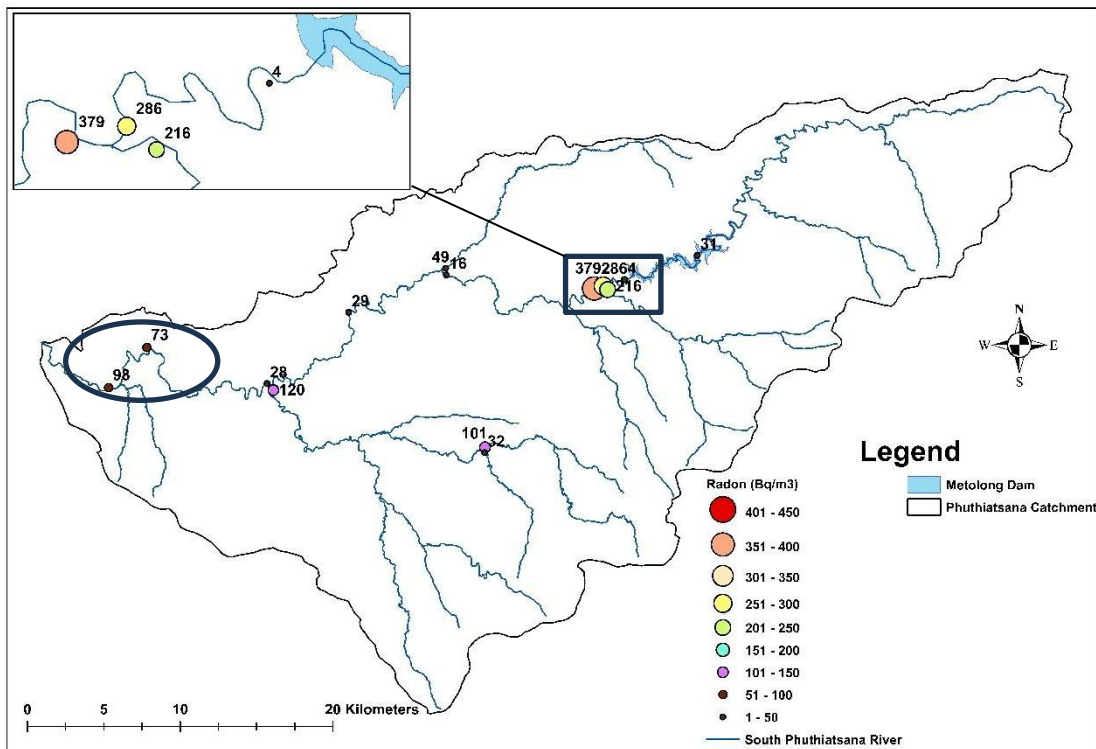 4
286
379
216
31
49
16
3792864
216
29
73
98
28
120
101
32
N
W
E
S
Legend
Radon (Bq/m3)
401 - 450
351 - 400
301 - 350
251 - 300
201 - 250
151 - 200
101 - 150
51 - 100
1 - 50
South Phuthiatsana River
Metolong Dam
Phuthiatsana Catchment
0 5 10 20 Kilometers